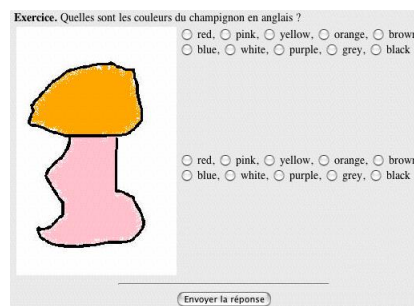 Exercice. Quelles sont les couleurs du champignon en anglais ?
red, pink, yellow, orange, brown
blue, white, purple, grey, black
red, pink, yellow, orange, brown
blue, white, purple, grey, black
Envoyer la réponse